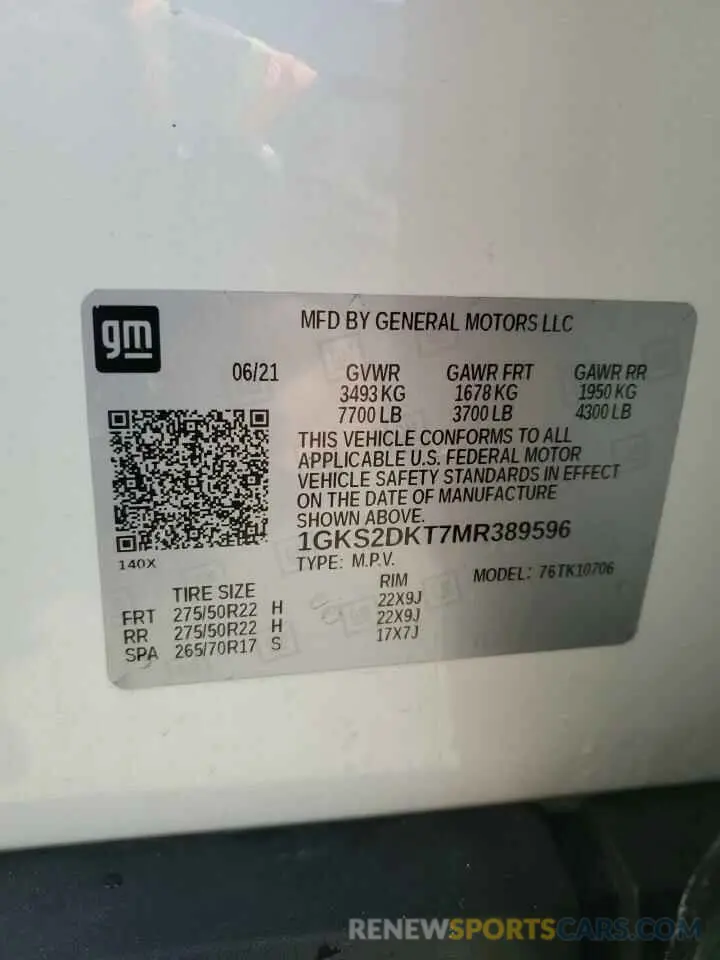 gm
MFD BY GENERAL MOTORS LLC
06/21 GVWR GAWR FRT GAWR RR
3493 KG 1678 KG 1950 KG
7700 LB 3700 LB 4300 LB
THIS VEHICLE CONFORMS TO ALL
APPLICABLE U.S. FEDERAL MOTOR
VEHICLE SAFETY STANDARDS IN EFFECT
ON THE DATE OF MANUFACTURE
SHOWN ABOVE.
1GKS2DKT7MR389596
140X
TYPE: M.P.V. MODEL: 76TK10706
TIRE SIZE RIM
FRT 275/50R22 H 22X9J
RR 275/50R22 H 22X9J
SPA 265/70R17 S 17X7J
RENEWSPORTSCARS.COM